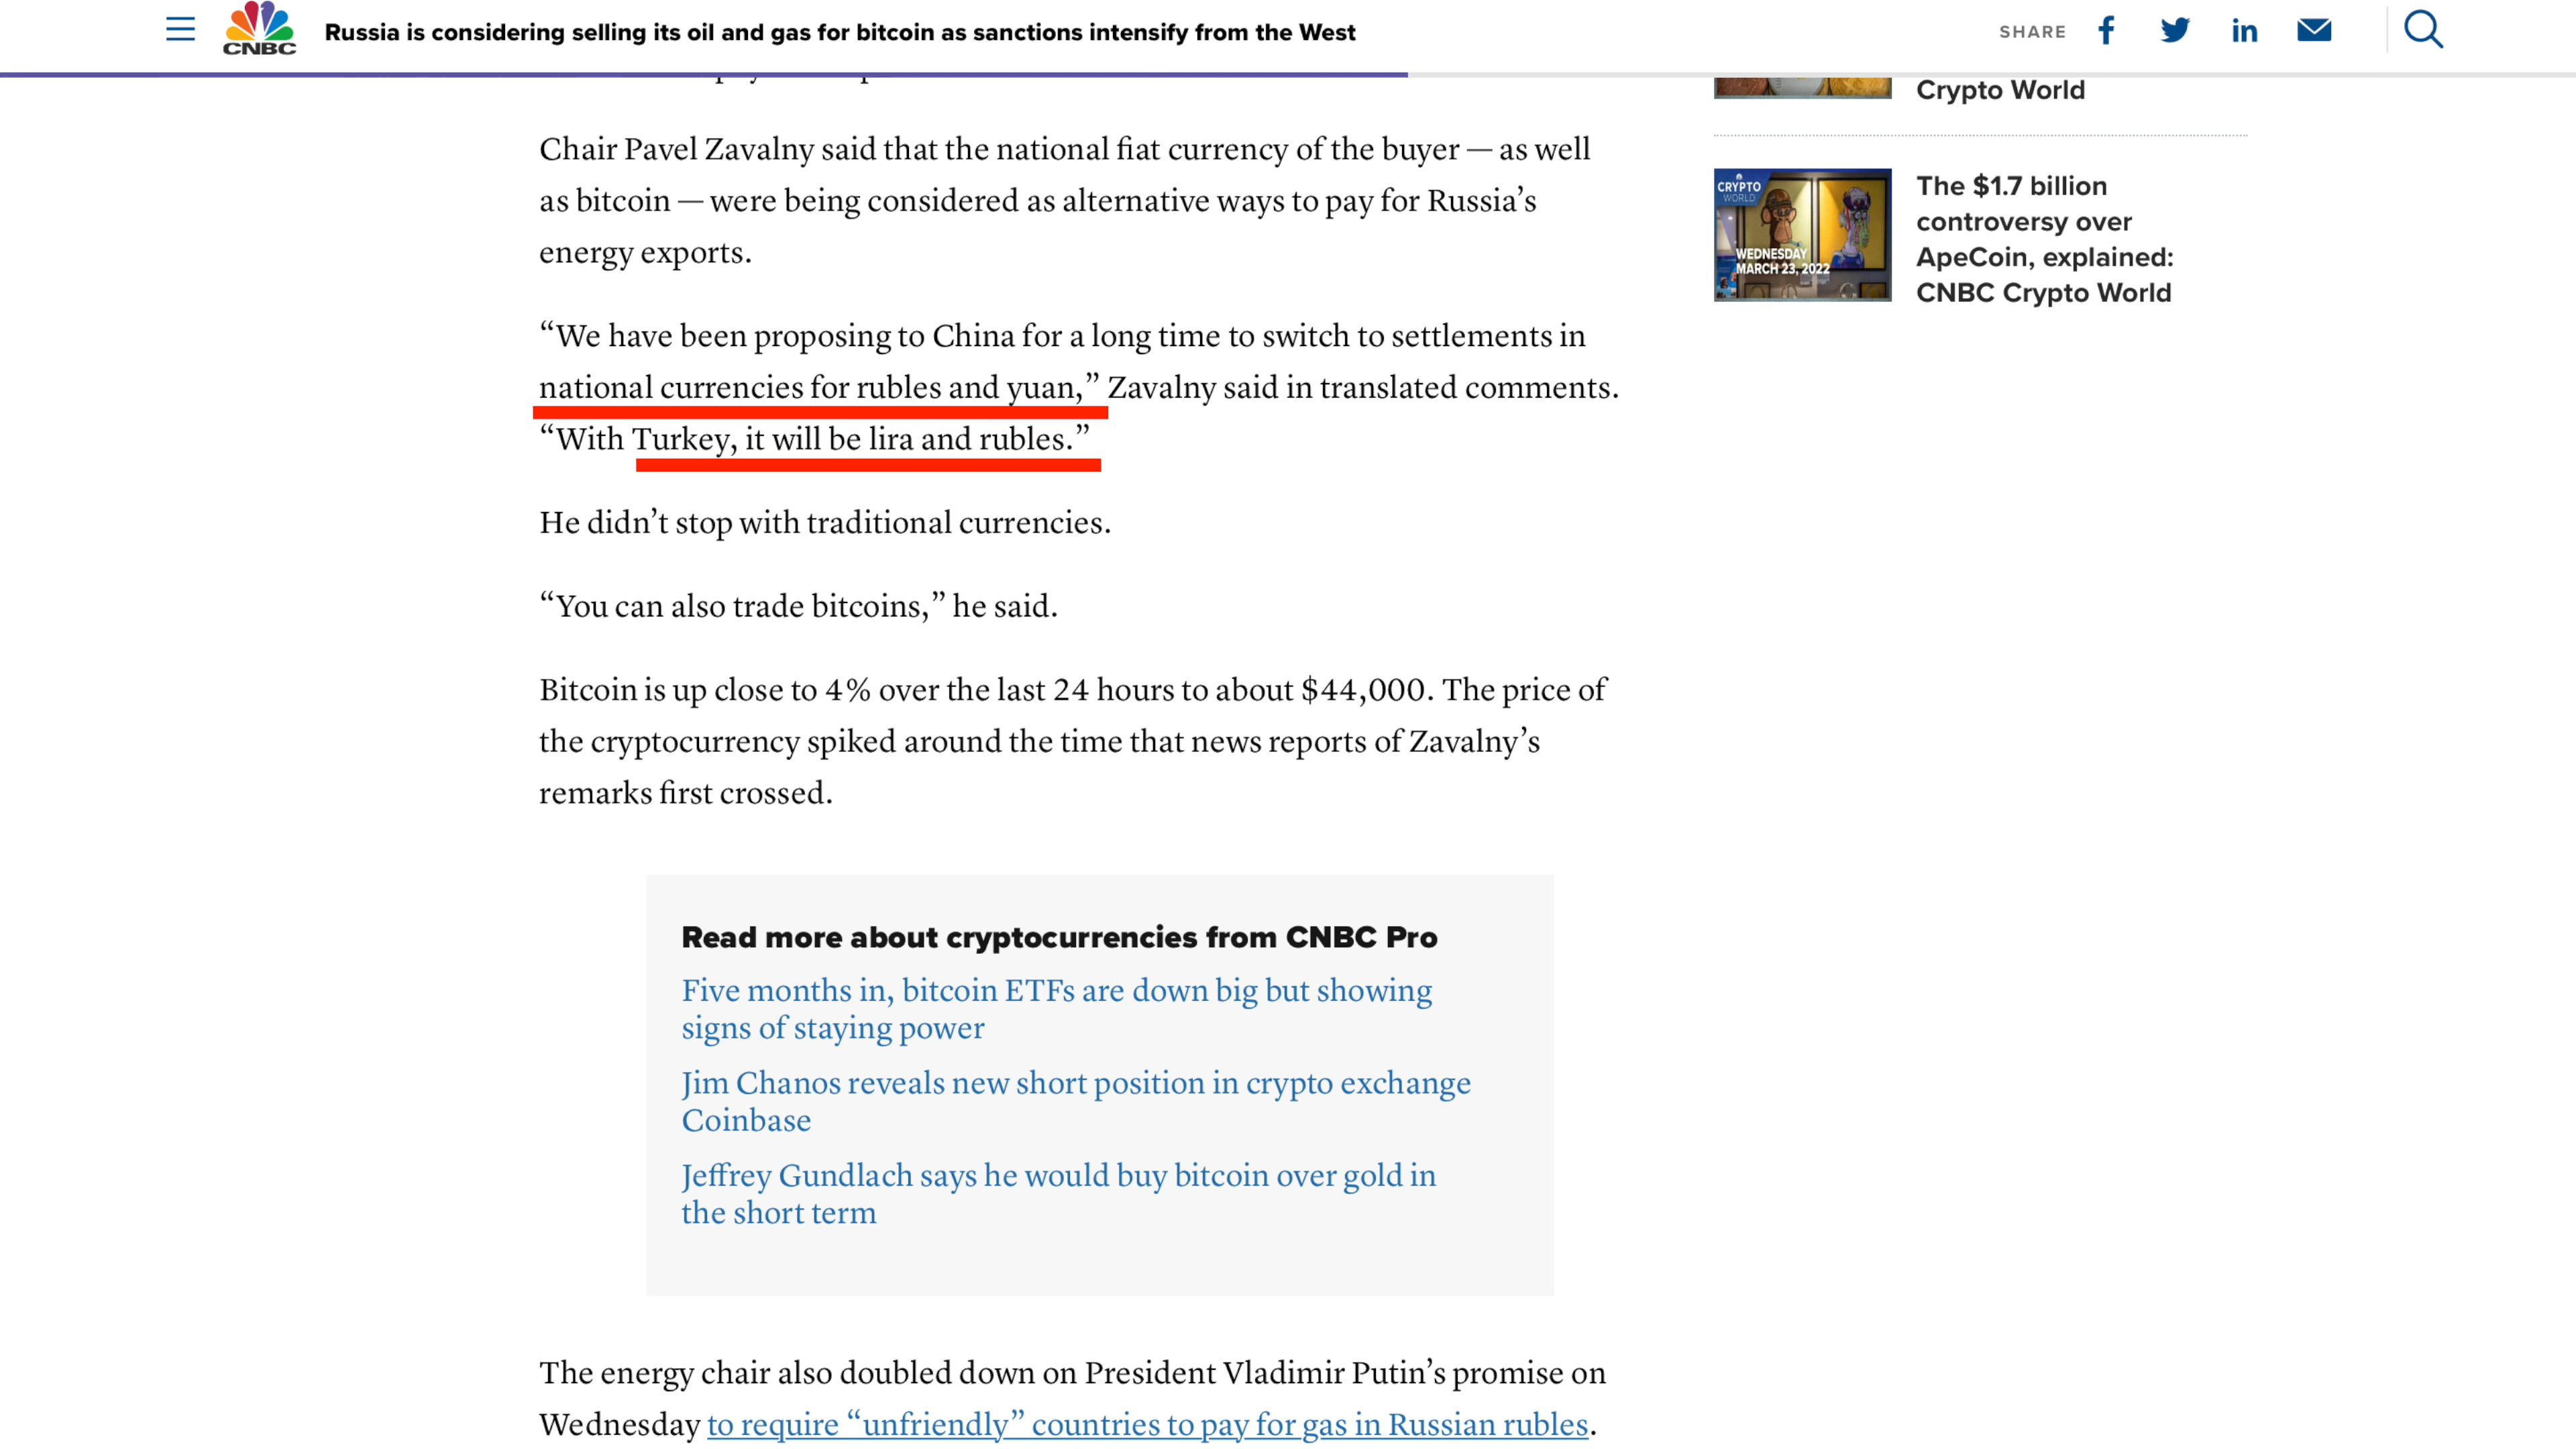 CNBC
Russia is considering selling its oil and gas for bitcoin as sanctions intensify from the West
SHARE
Crypto World
Chair Pavel Zavalny said that the national fiat currency of the buyer — as well
as bitcoin — were being considered as alternative ways to pay for Russia’s
energy exports.
“We have been proposing to China for a long time to switch to settlements in
national currencies for rubles and yuan,” Zavalny said in translated comments.
“With Turkey, it will be lira and rubles.”
He didn’t stop with traditional currencies.
“You can also trade bitcoins,” he said.
Bitcoin is up close to 4% over the last 24 hours to about $44,000. The price of
the cryptocurrency spiked around the time that news reports of Zavalny’s
remarks first crossed.
Read more about cryptocurrencies from CNBC Pro
Five months in, bitcoin ETFs are down big but showing
signs of staying power
Jim Chanos reveals new short position in crypto exchange
Coinbase
Jeffrey Gundlach says he would buy bitcoin over gold in
the short term
The energy chair also doubled down on President Vladimir Putin’s promise on
Wednesday to require “unfriendly” countries to pay for gas in Russian rubles.
CRYPTO
WORLD
WEDNESDAY
MARCH 23, 2022
The $1.7 billion
controversy over
ApeCoin, explained:
CNBC Crypto World